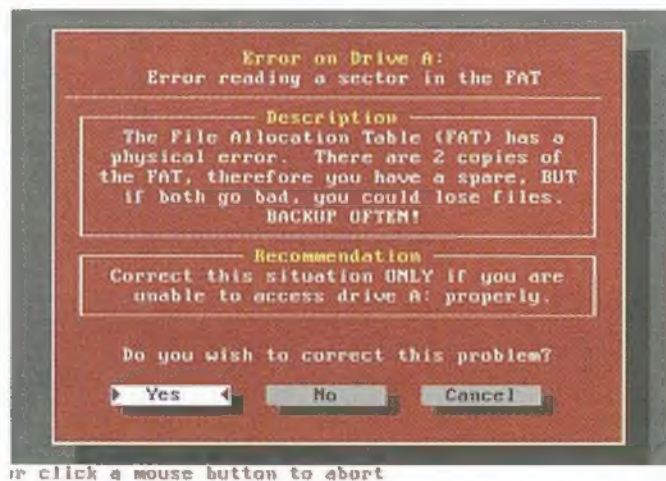 Error on Drive A:
Error reading a sector in the FAT
Description
The File Allocation Table (FAT) has a
physical error. There are 2 copies of
the FAT, therefore you have a spare, BUT
if both go bad, you could lose files.
BACKUP OFTEN!
Recommendation
Correct this situation ONLY if you are
unable to access drive A: properly.
Do you wish to correct this problem?
Yes No Cancel
r click a mouse button to abort